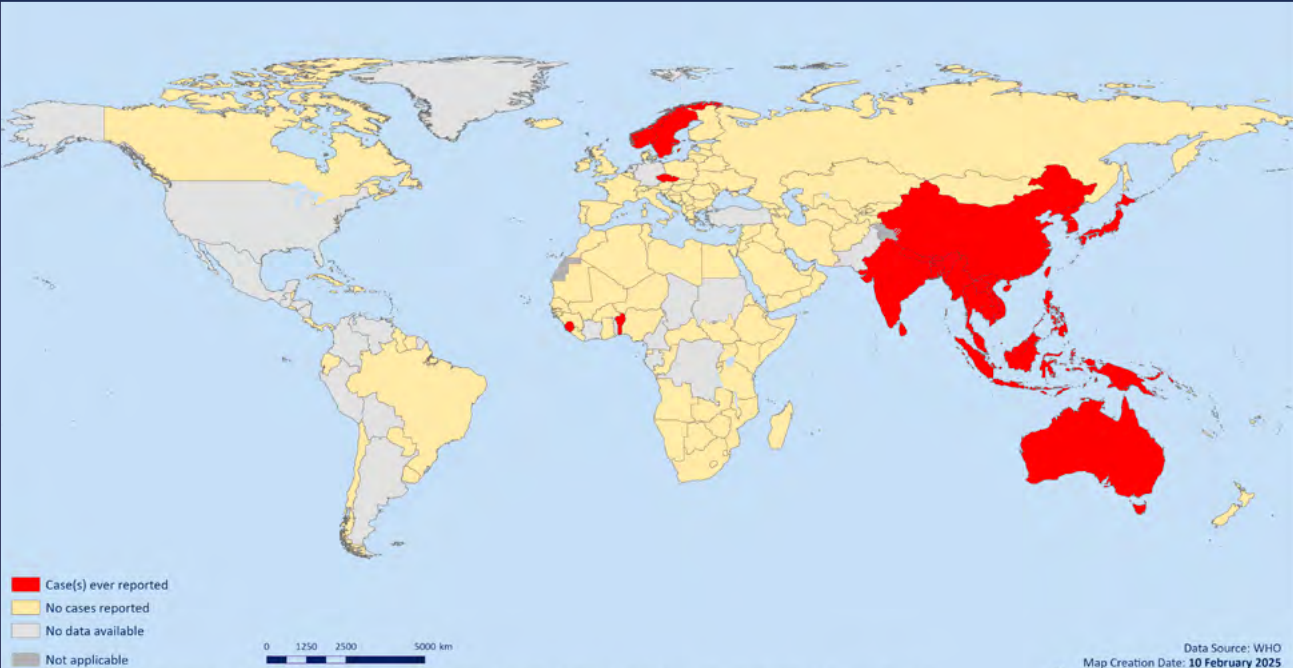 Case(s) ever reported
No cases reported
No data available
Not applicable
0 1250 2500 5000 km
Data Source: WHO
Map Creation Date: 10 February 2025